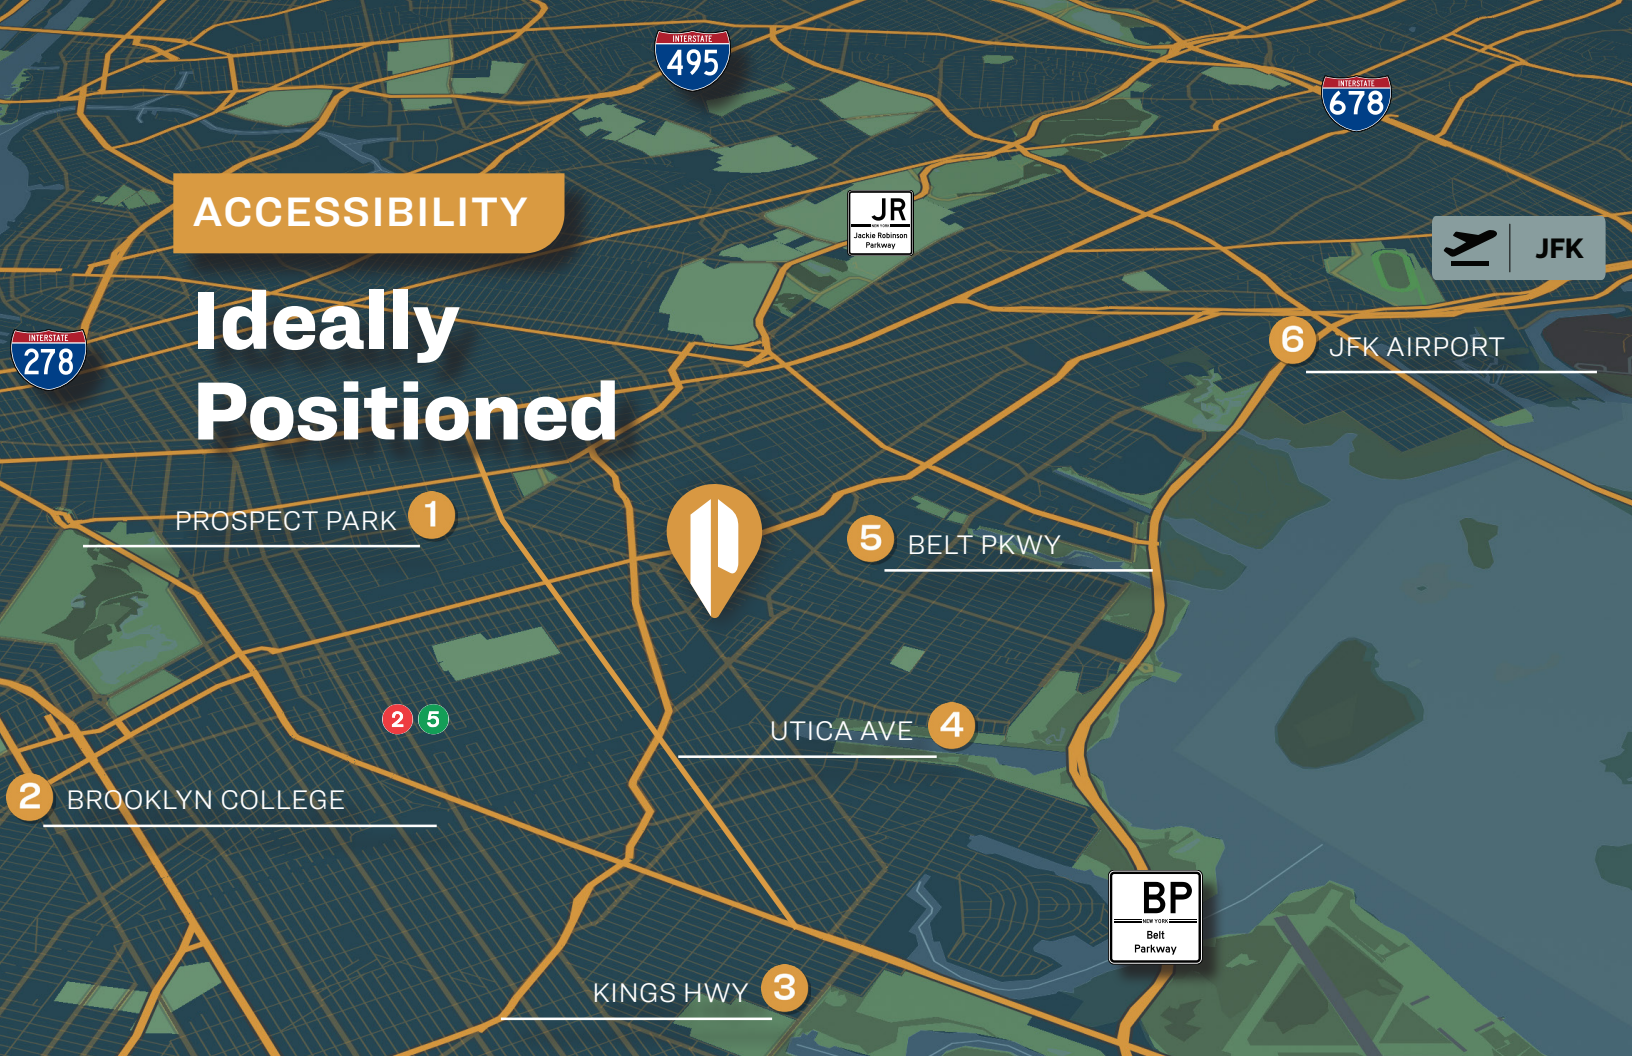 INTERSTATE
495
INTERSTATE
678
ACCESSIBILITY
JR
NEW YORK
Jackie Robinson
Parkway
JFK
Ideally
Positioned
INTERSTATE
278
6 JFK AIRPORT
PROSPECT PARK 1
5 BELT PKWY
2 5
UTICA AVE 4
2 BROOKLYN COLLEGE
BP
NEW YORK
Belt
Parkway
KINGS HWY 3